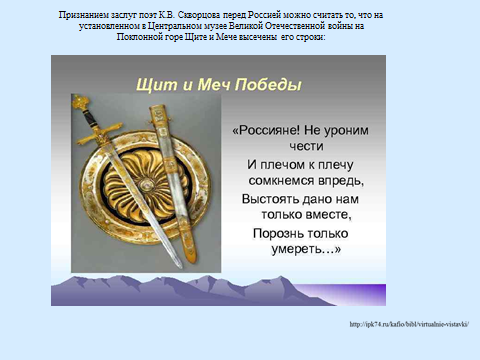 Признанием заслуг поэт К.В. Скворцова перед Россией можно считать то, что на
установленном в Центральном музее Великой Отечественной войны на
Поклонной горе Щите и Мече высечены его строки:
Щит и Меч Победы
«Россияне! Не уроним
чести
И плечом к плечу
сомкнемся впредь,
Выстоять дано нам
только вместе,
Порознь только
умереть…»
http://ipk74.ru/kafio/bibl/virtualnie-vistavki/